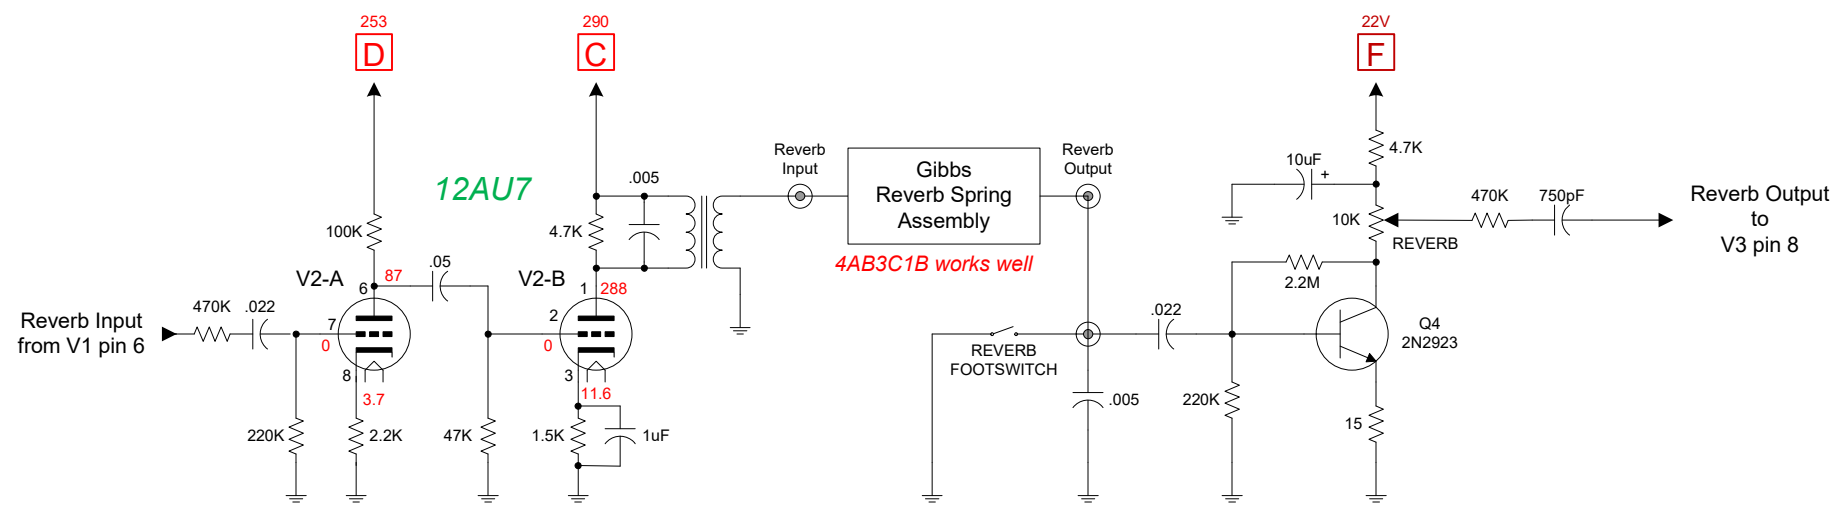 253
D
290
C
22V
F
4.7K
10uF
+
Reverb
Input
Gibbs
Reverb Spring
Assembly
Reverb
Output
12AU7
.005
470K
750pF
Reverb Output
to
V3 pin 8
100K
4.7K
10K
REVERB
4AB3C1B works well
2.2M
.05
V2-A
6
87
V2-B
1
288
470K
.022
Reverb Input
from V1 pin 6
7
0
2
0
.022
Q4
2N2923
REVERB
FOOTSWITCH
8
3.7
3
11.6
.005
220K
220K
2.2K
47K
1.5K
1uF
15